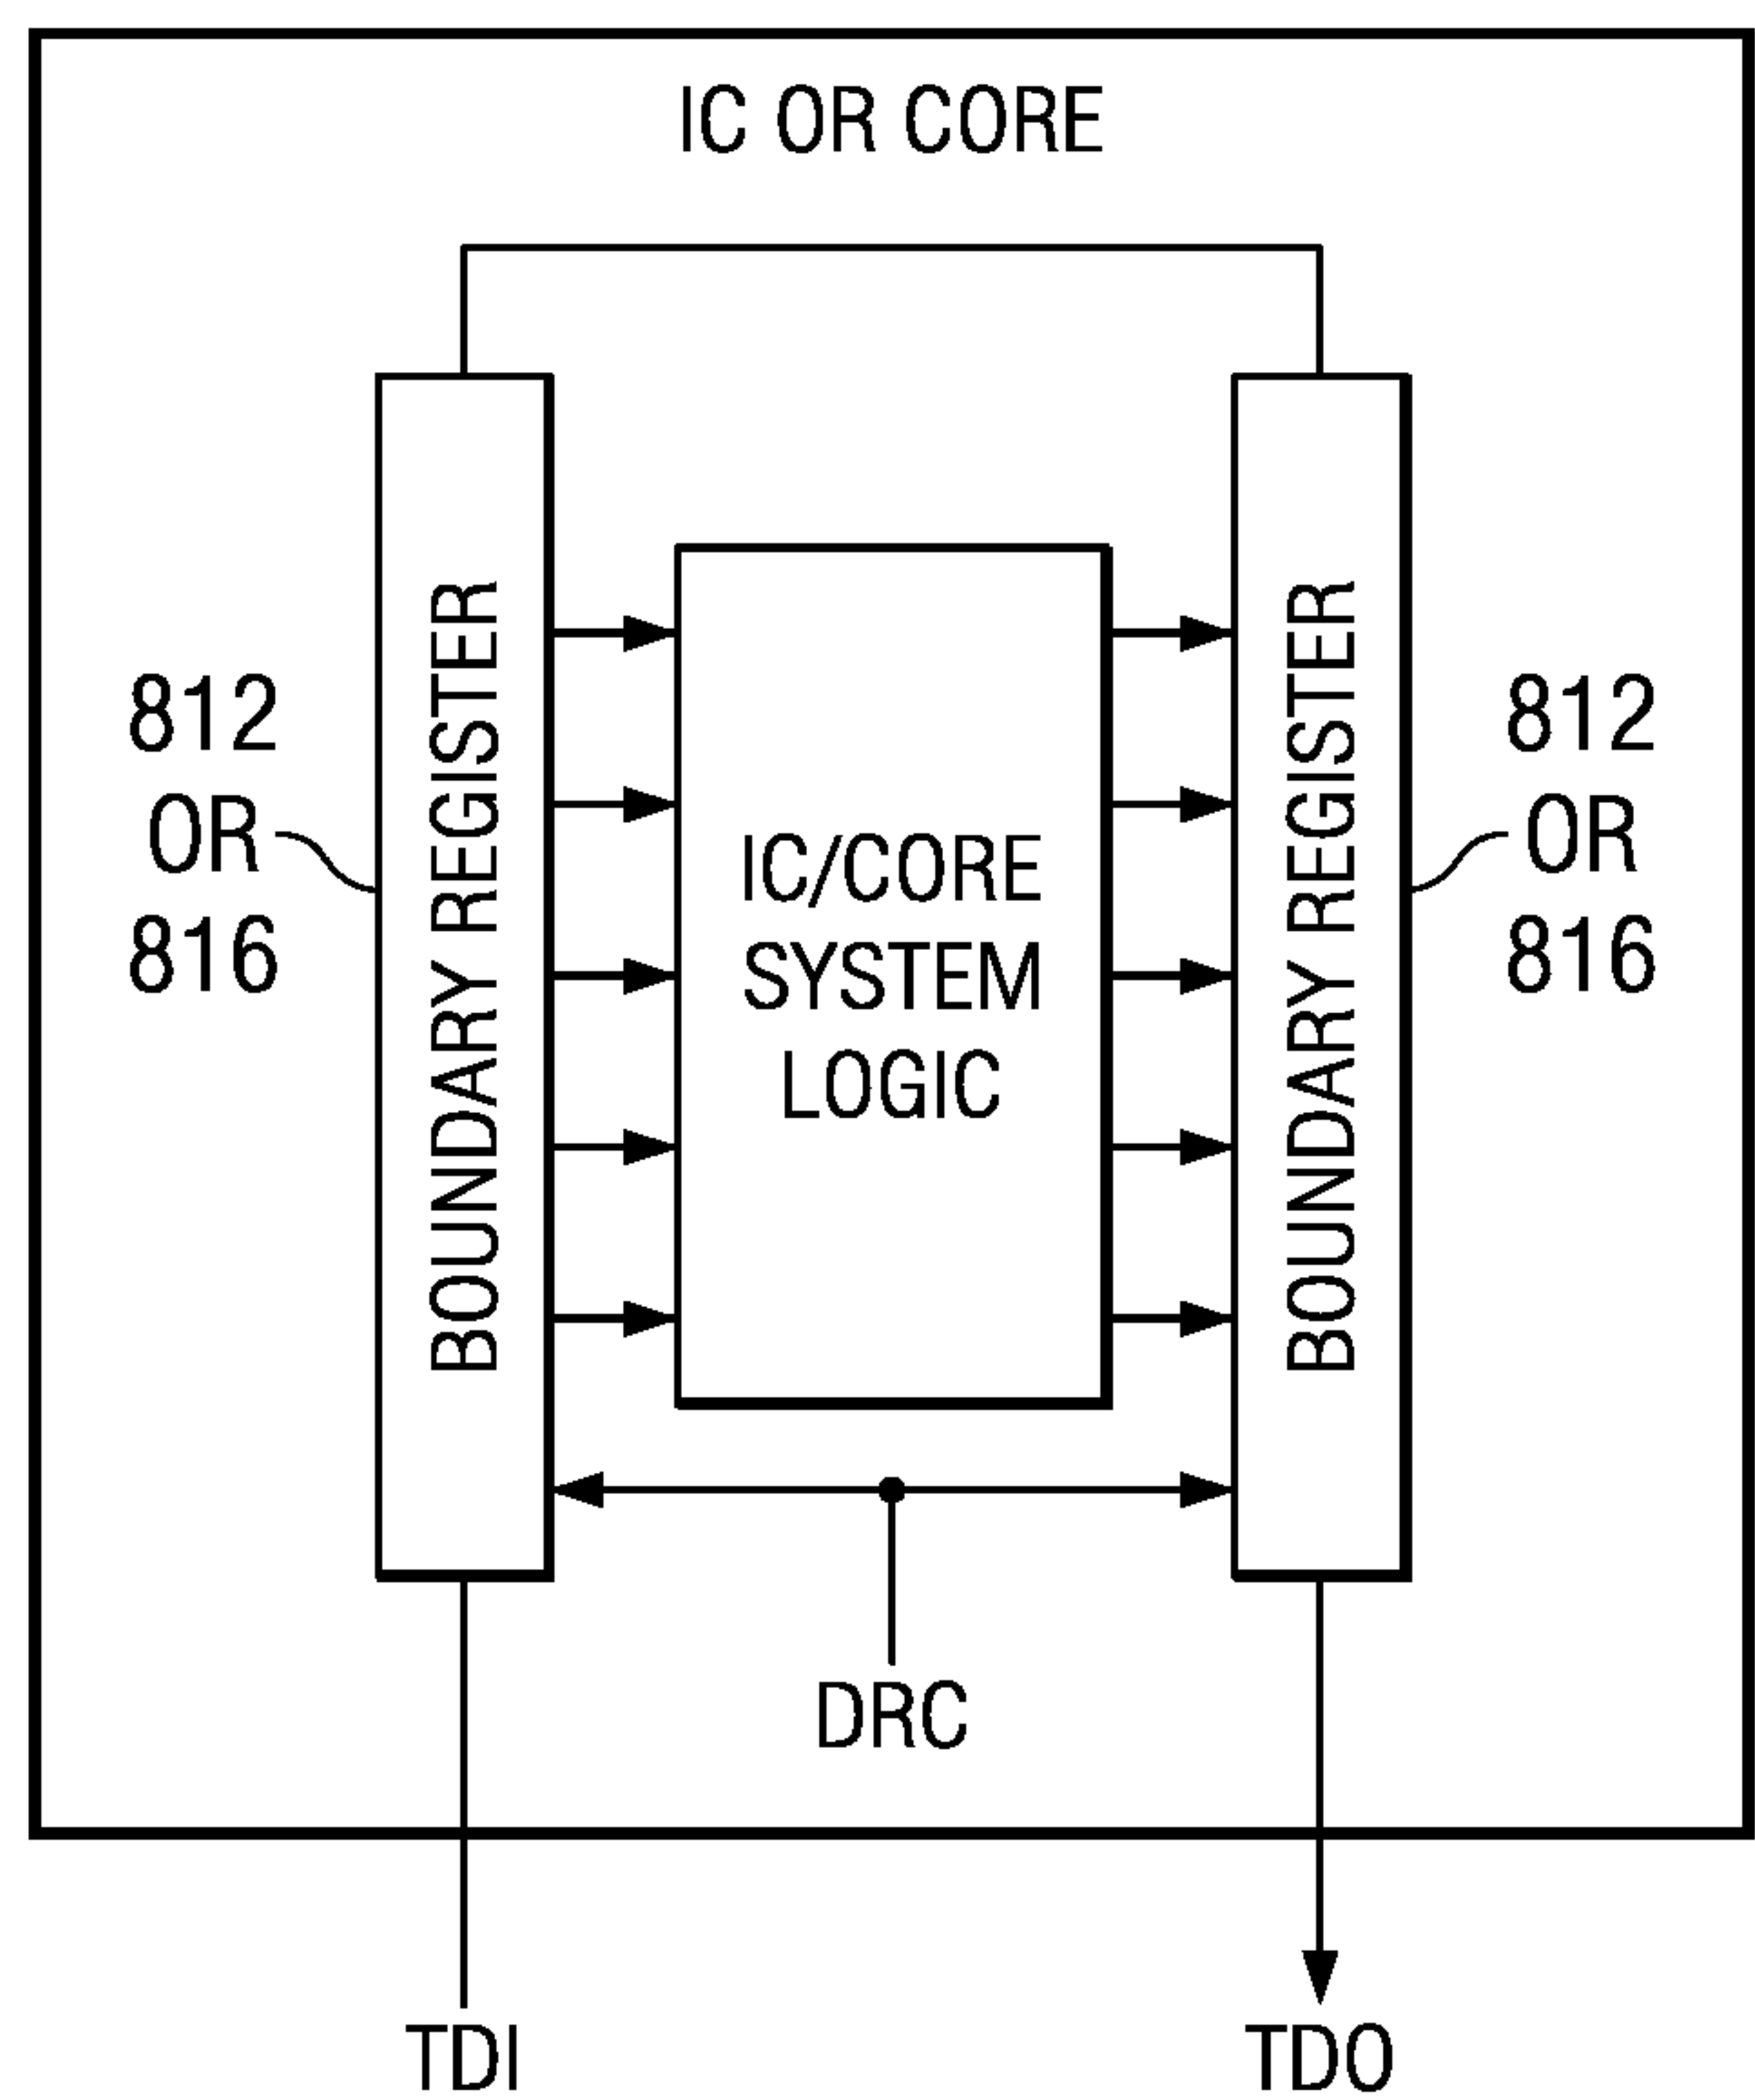 IC OR CORE
812
OR
816
BOUNDARY REGISTER
IC/CORE
SYSTEM
LOGIC
BOUNDARY REGISTER
812
OR
816
DRC
TDI
TDO